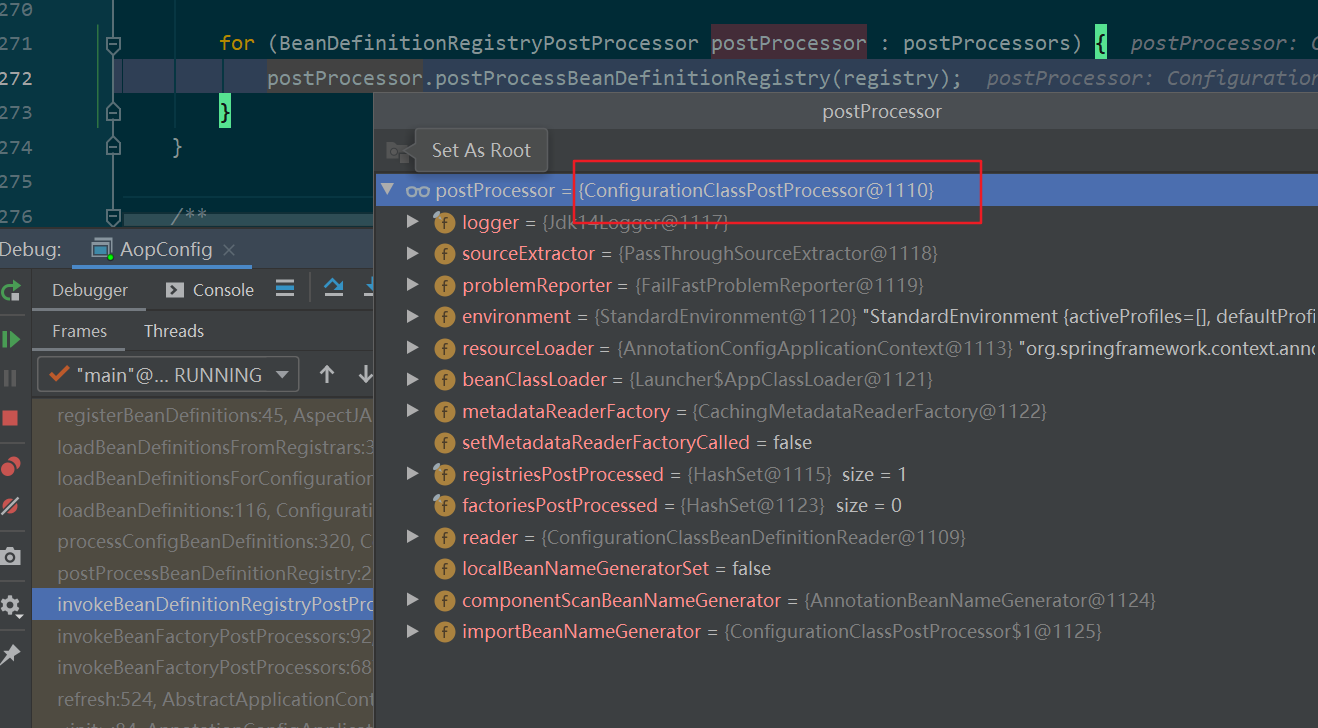 270
271 for (BeanDefinitionRegistryPostProcessor postProcessor : postProcessors) { postProcessor: C
272 postProcessor.postProcessBeanDefinitionRegistry(registry); postProcessor: Configuration
273 }
postProcessor
274 }
Set As Root
275
postProcessor = {ConfigurationClassPostProcessor@1110}
276 /**
logger = {Jdk14Logger@1117}
Debug: AopConfig
sourceExtractor = {PassThroughSourceExtractor@1118}
Debugger Console
problemReporter = {FailFastProblemReporter@1119}
environment = {StandardEnvironment@1120} "StandardEnvironment {activeProfiles=[], defaultProfi
Frames Threads
resourceLoader = {AnnotationConfigApplicationContext@1113} "org.springframework.context.anno
"main"@... RUNNING
beanClassLoader = {Launcher$AppClassLoader@1121}
registerBeanDefinitions:45, AspectJA
metadataReaderFactory = {CachingMetadataReaderFactory@1122}
loadBeanDefinitionsFromRegistrars:3
setMetadataReaderFactoryCalled = false
loadBeanDefinitionsForConfiguration
registriesPostProcessed = {HashSet@1115} size = 1
loadBeanDefinitions:116, Configurati
factoriesPostProcessed = {HashSet@1123} size = 0
processConfigBeanDefinitions:320, C
reader = {ConfigurationClassBeanDefinitionReader@1109}
postProcessBeanDefinitionRegistry:2
localBeanNameGeneratorSet = false
invokeBeanDefinitionRegistryPostPro
componentScanBeanNameGenerator = {AnnotationBeanNameGenerator@1124}
invokeBeanFactoryPostProcessors:92
importBeanNameGenerator = {ConfigurationClassPostProcessor$1@1125}
invokeBeanFactoryPostProcessors:68
refresh:524, AbstractApplicationCont